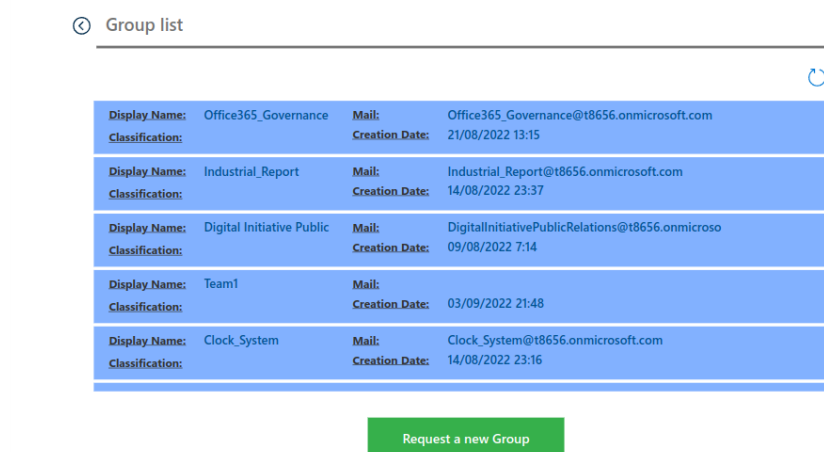 Group list
Display Name: Office365_Governance Mail: Office365_Governance@t8656.onmicrosoft.com
Classification: Creation Date: 21/08/2022 13:15
Display Name: Industrial_Report Mail: Industrial_Report@t8656.onmicrosoft.com
Classification: Creation Date: 14/08/2022 23:37
Display Name: Digital Initiative Public Mail: DigitalInitiativePublicRelations@t8656.onmicroso
Classification: Creation Date: 09/08/2022 7:14
Display Name: Team1 Mail:
Classification: Creation Date: 03/09/2022 21:48
Display Name: Clock_System Mail: Clock_System@t8656.onmicrosoft.com
Classification: Creation Date: 14/08/2022 23:16
Request a new Group